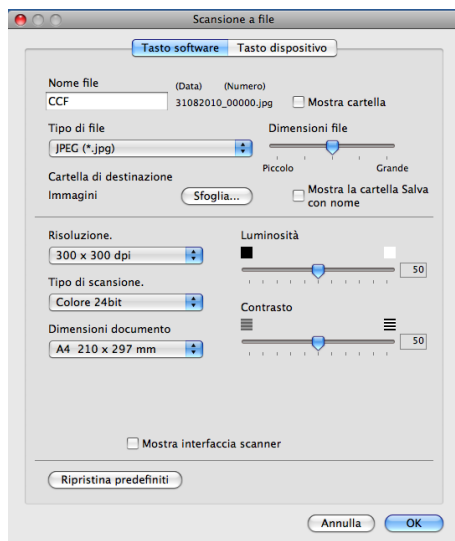 Scansione a file
Tasto software Tasto dispositivo
Nome file (Data) (Numero)
CCF 31082010_00000.jpg Mostra cartella
Tipo di file Dimensioni file
JPEG (*.jpg)
Piccolo Grande
Cartella di destinazione
Immagini Sfoglia... Mostra la cartella Salva
con nome
Risoluzione. Luminosità
300 x 300 dpi
50
Tipo di scansione.
Colore 24bit
Contrasto
Dimensioni documento
A4 210 x 297 mm 50
Mostra interfaccia scanner
Ripristina predefiniti
Annulla OK